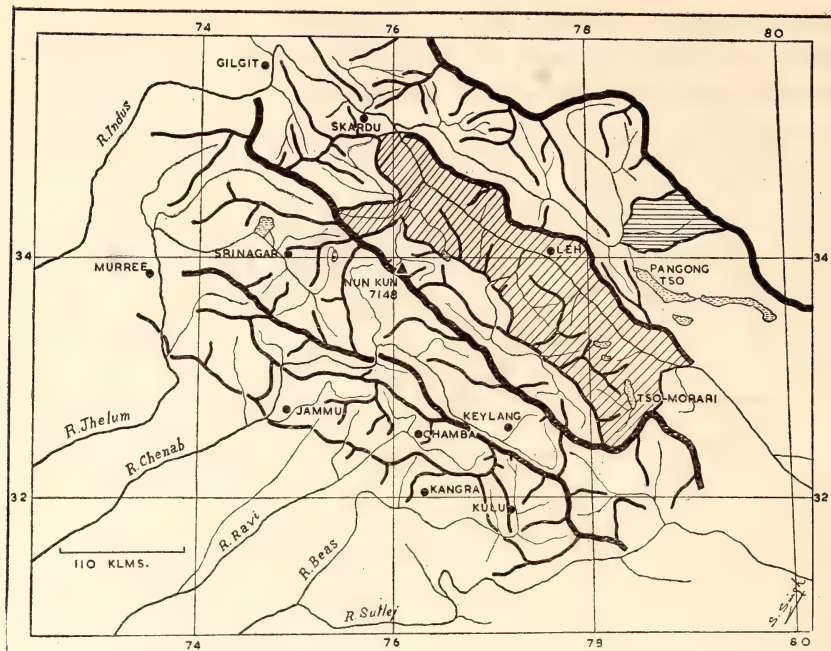 74 76 78 80
GILGIT
R. Indus
SKARDU
34 SRINAGAR LEH 34
MURREE NUN KUN PANGONG
7148 TSO
TSO-MORARI
R. Jhelum JAMMU KEYLANG
R. Chenab CHAMBA
32 KANGRA 32
KULU
R. Ravi
110 KLMS. R. Beas
R. Sutlej S. Singh
74 76 78 80